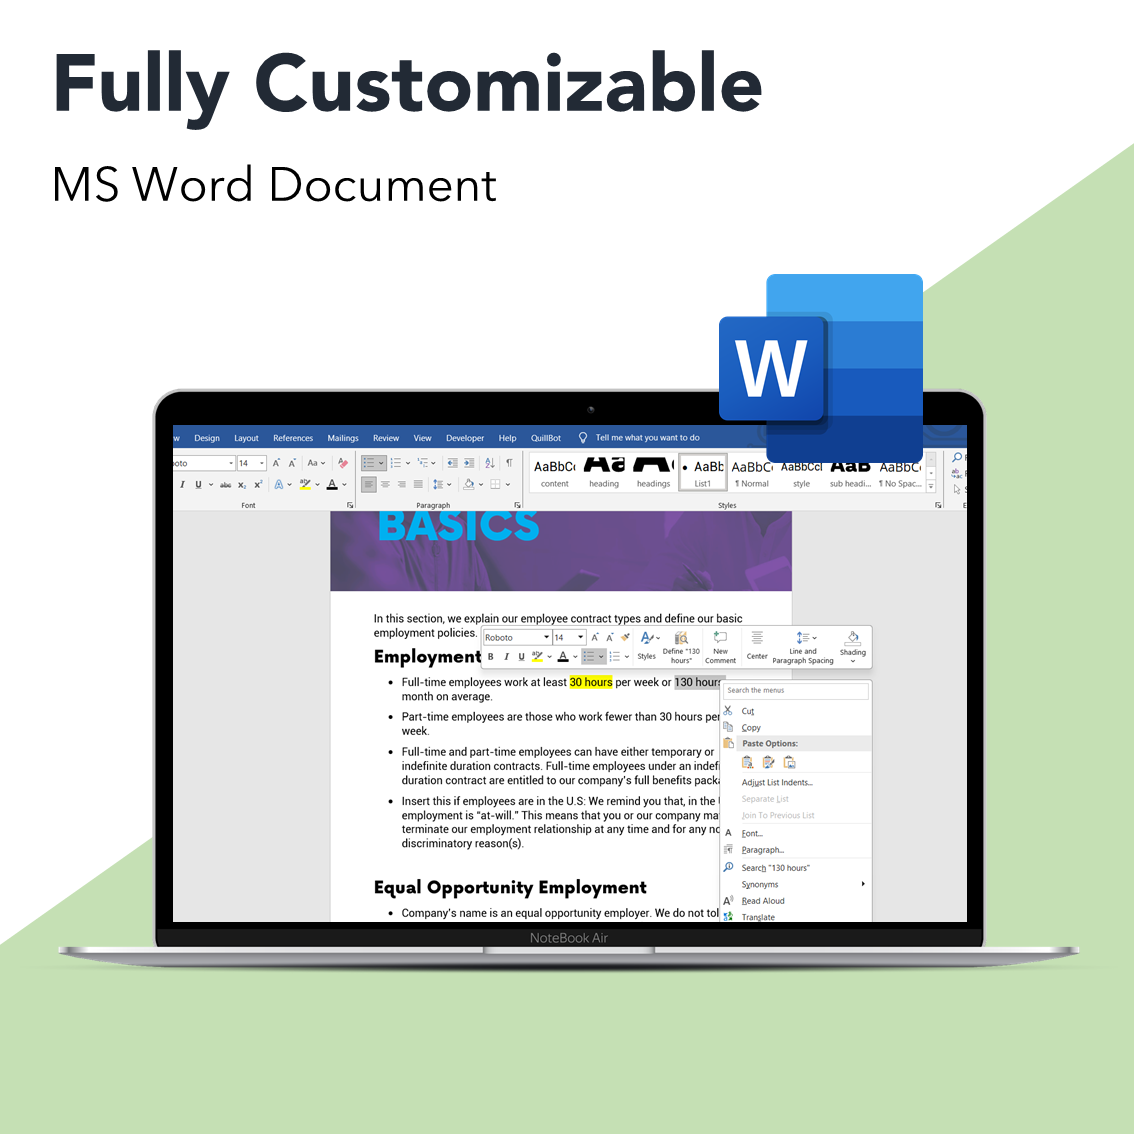 Fully Customizable
MS Word Document
W
Design Layout References Mailings Review View Developer Help QuillBot Tell me what you want to do
14 Aa
I U abc X₂ X² A ab A
Font Paragraph Styles
AaBbCc AaBbC AaBbCcI AaBbC
content heading headings List1 ¶ Normal style sub headi... ¶ No Spac...
BASICS
In this section, we explain our employee contract types and define our basic
employment policies.
Roboto 14
B I U
Styles Define "130 hours" New Comment Center Line and Paragraph Spacing Shading
Employment
• Full-time employees work at least 30 hours per week or 130 hours
month on average.
• Part-time employees are those who work fewer than 30 hours per
week.
• Full-time and part-time employees can have either temporary or
indefinite duration contracts. Full-time employees under an indefi
duration contract are entitled to our company's full benefits packa
• Insert this if employees are in the U.S: We remind you that, in the
employment is “at-will.” This means that you or our company ma
terminate our employment relationship at any time and for any no
discriminatory reason(s).
Equal Opportunity Employment
• Company's name is an equal opportunity employer. We do not tol
Search the menus
Cut
Copy
Paste Options:
Adjust List Indents...
Separate List
Join To Previous List
Font...
Paragraph...
Search "130 hours"
Synonyms
Read Aloud
Translate
NoteBook Air